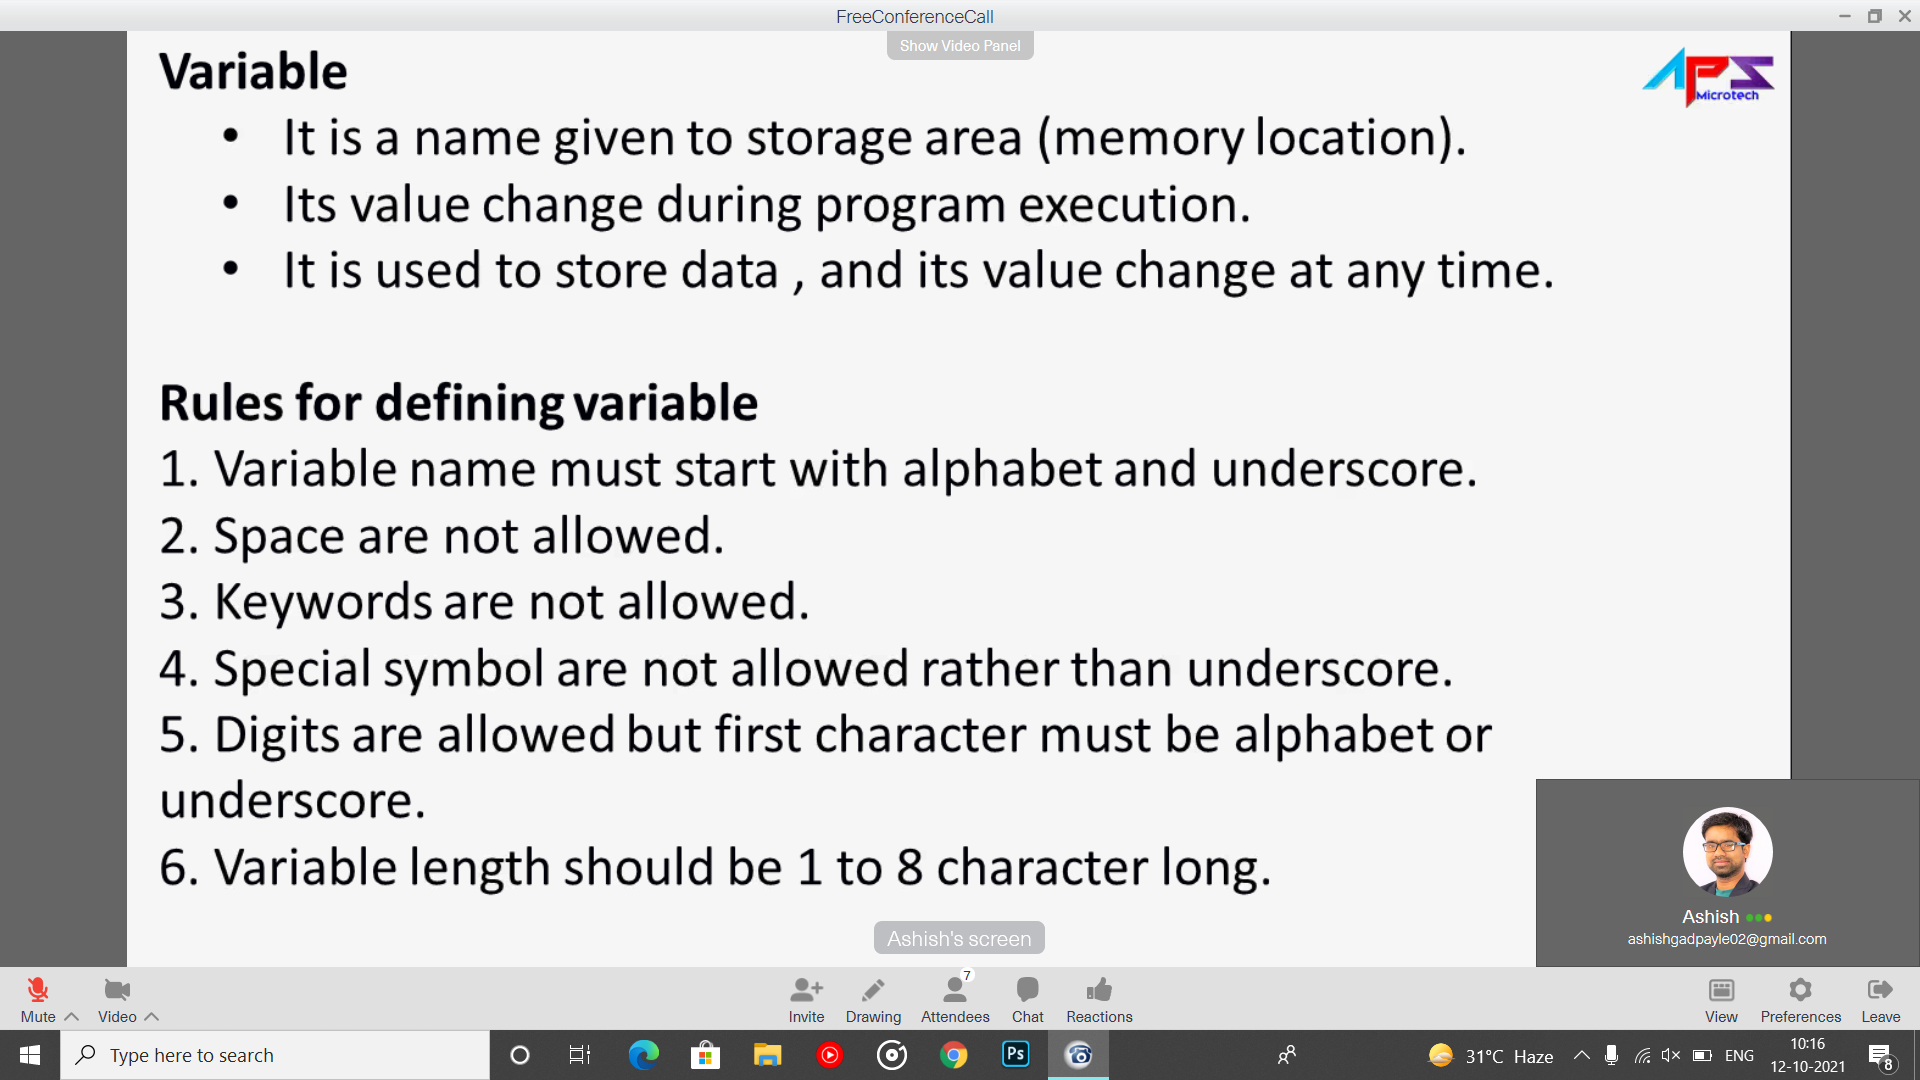 FreeConferenceCall
Show Video Panel
Variable
APS
Microtech
• It is a name given to storage area (memory location).
• Its value change during program execution.
• It is used to store data , and its value change at any time.
Rules for defining variable
1. Variable name must start with alphabet and underscore.
2. Space are not allowed.
3. Keywords are not allowed.
4. Special symbol are not allowed rather than underscore.
5. Digits are allowed but first character must be alphabet or
underscore.
6. Variable length should be 1 to 8 character long.
Ashish's screen
Ashish
ashishgadpayle02@gmail.com
7
Mute Video Invite Drawing Attendees Chat Reactions View Preferences Leave
Type here to search
Ps
31°C Haze
ENG
10:16
12-10-2021
8